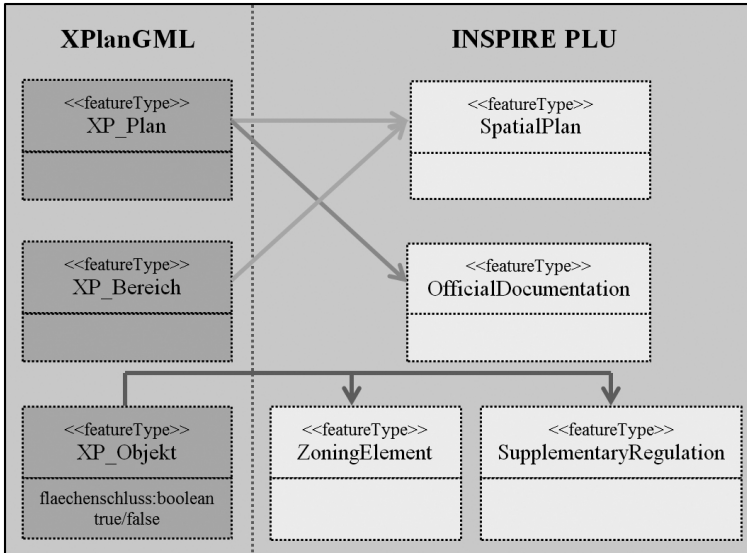 XPlanGML
INSPIRE PLU
<<featureType>>
XP_Plan
<<featureType>>
SpatialPlan
<<featureType>>
XP_Bereich
<<featureType>>
OfficialDocumentation
<<featureType>>
XP_Objekt
flaechenschluss:boolean
true/false
<<featureType>>
ZoningElement
<<featureType>>
SupplementaryRegulation